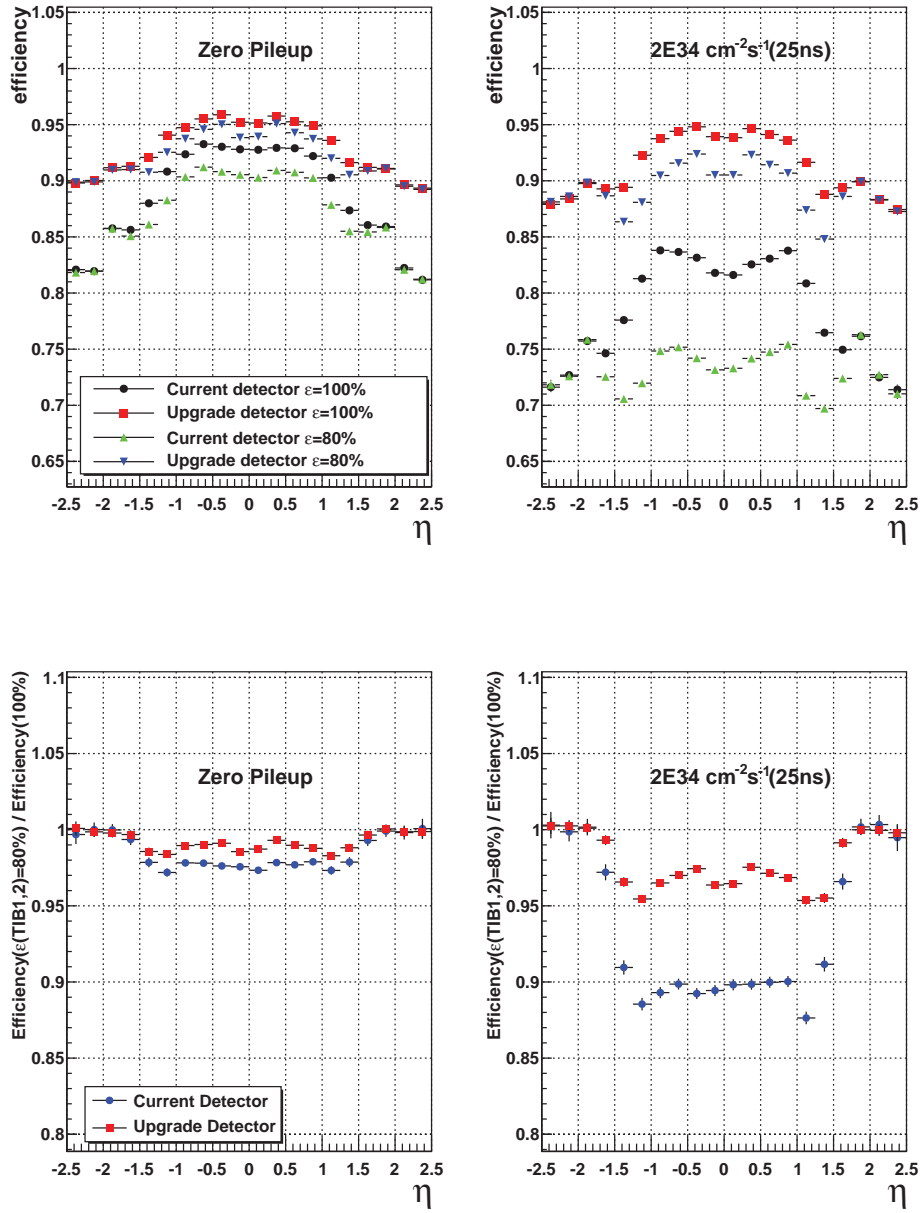 efficiency
1.05
1
0.95
0.9
0.85
0.8
0.75
0.7
0.65
Zero Pileup
Current detector ε=100%
Upgrade detector ε=100%
Current detector ε=80%
Upgrade detector ε=80%
-2.5 -2 -1.5 -1 -0.5 0 0.5 1 1.5 2 2.5
η
efficiency
1.05
1
0.95
0.9
0.85
0.8
0.75
0.7
0.65
2E34 cm⁻²s⁻¹(25ns)
-2.5 -2 -1.5 -1 -0.5 0 0.5 1 1.5 2 2.5
η
Efficiency(ε(TIB1,2)=80%) / Efficiency(100%)
1.1
1.05
1
0.95
0.9
0.85
0.8
Zero Pileup
Current Detector
Upgrade Detector
-2.5 -2 -1.5 -1 -0.5 0 0.5 1 1.5 2 2.5
η
Efficiency(ε(TIB1,2)=80%) / Efficiency(100%)
1.1
1.05
1
0.95
0.9
0.85
0.8
2E34 cm⁻²s⁻¹(25ns)
-2.5 -2 -1.5 -1 -0.5 0 0.5 1 1.5 2 2.5
η